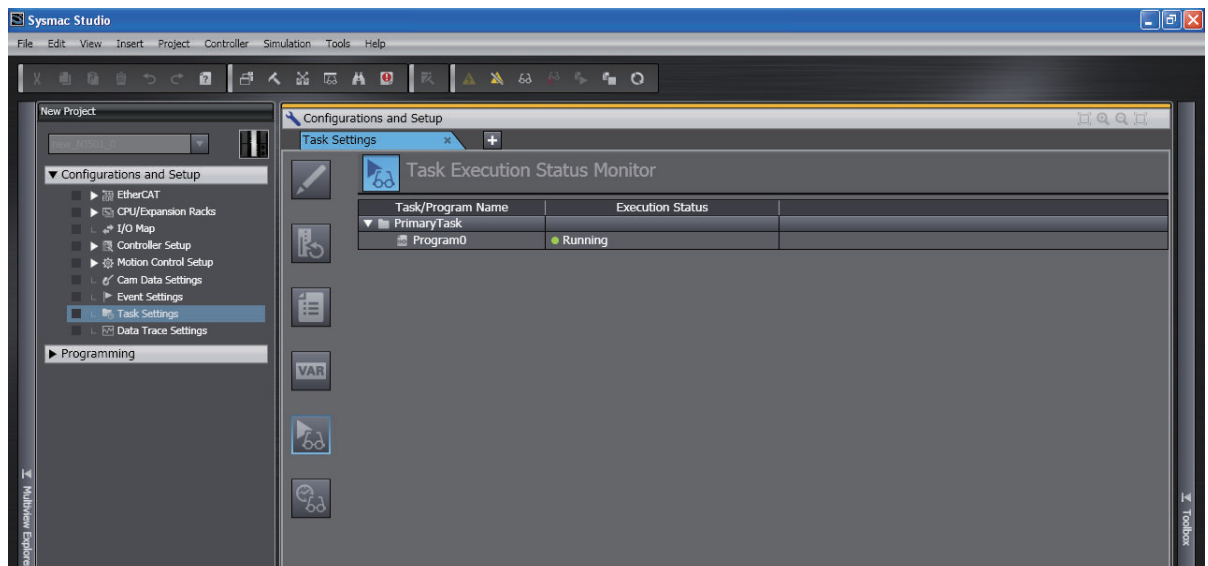 Sysmac Studio
File Edit View Insert Project Controller Simulation Tools Help
New Project
new_NJ501_0
Configurations and Setup
EtherCAT
CPU/Expansion Racks
I/O Map
Controller Setup
Motion Control Setup
Cam Data Settings
Event Settings
Task Settings
Data Trace Settings
Programming
Multiview Explore
Configurations and Setup
Task Settings
Task Execution Status Monitor
Task/Program Name Execution Status
PrimaryTask
Program0 Running
VAR
Toolbox